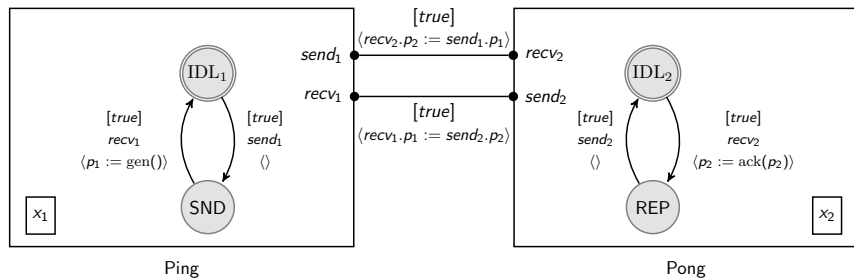 [true]
⟨recv₂.p₂ := send₁.p₁⟩
send₁
recv₂
IDL₁
IDL₂
recv₁
send₂
[true]
recv₁
⟨p₁ := gen()⟩
[true]
send₁
⟨⟩
[true]
⟨recv₁.p₁ := send₂.p₂⟩
[true]
send₂
⟨⟩
[true]
recv₂
⟨p₂ := ack(p₂)⟩
x₁
SND
REP
x₂
Ping
Pong